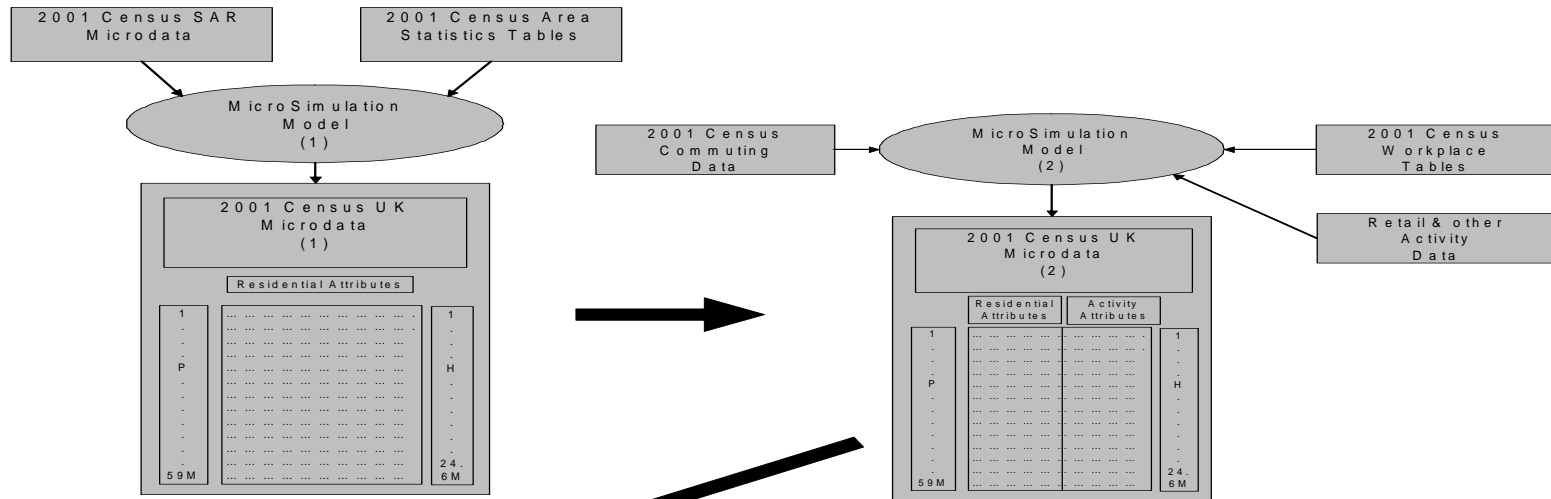 2001 Census SAR
Microdata
2001 Census Area
Statistics Tables
MicroSimulation
Model
(1)
2001 Census UK
Microdata
(1)
Residential Attributes
1
.
.
.
P
.
.
.
.
.
.
59M
... ... ... ... ... ... ... ... ... ... .
... ... ... ... ... ... ... ... ... ... .
... ... ... ... ... ... ... ... ... ...
... ... ... ... ... ... ... ... ... ...
... ... ... ... ... ... ... ... ... ...
... ... ... ... ... ... ... ... ... ...
... ... ... ... ... ... ... ... ... ...
... ... ... ... ... ... ... ... ... ...
... ... ... ... ... ... ... ... ... ...
... ... ... ... ... ... ... ... ... ...
1
.
.
.
H
.
.
.
.
.
24.
6M
2001 Census
Commuting
Data
MicroSimulation
Model
(2)
2001 Census
Workplace
Tables
Retail & other
Activity
Data
2001 Census UK
Microdata
(2)
Residential
Attributes
Activity
Attributes
1
.
.
.
P
.
.
.
.
.
.
59M
... ... ... ... ... ... ... ... ... ... .
... ... ... ... ... ... ... ... ... ... .
... ... ... ... ... ... ... ... ... ...
... ... ... ... ... ... ... ... ... ...
... ... ... ... ... ... ... ... ... ...
... ... ... ... ... ... ... ... ... ...
... ... ... ... ... ... ... ... ... ...
... ... ... ... ... ... ... ... ... ...
... ... ... ... ... ... ... ... ... ...
... ... ... ... ... ... ... ... ... ...
1
.
.
.
H
.
.
.
.
.
24.
6M